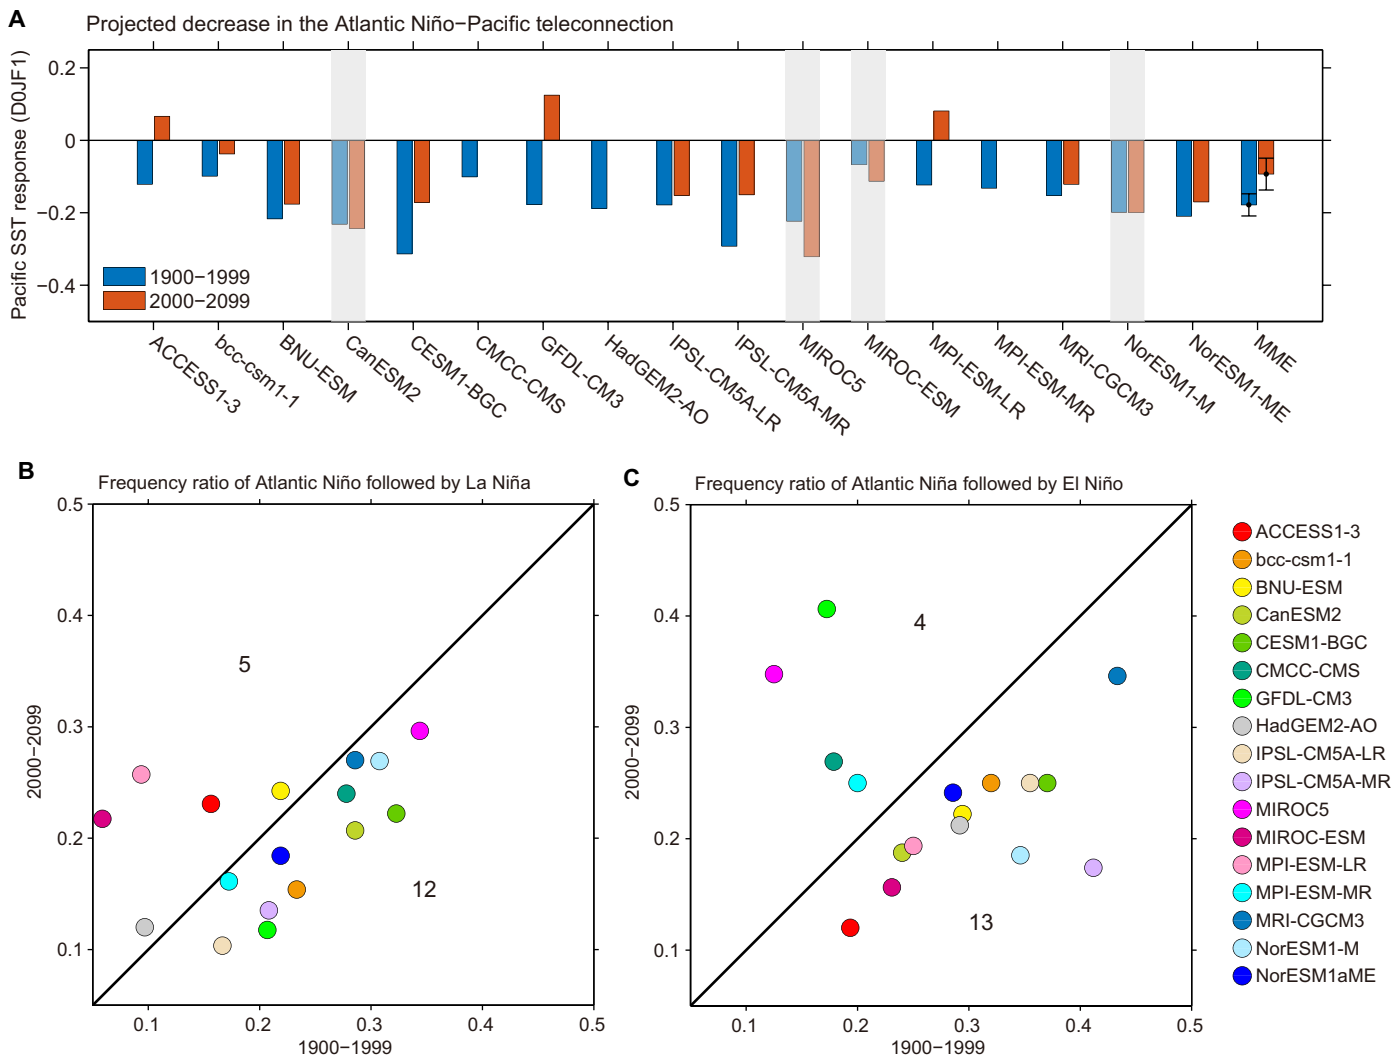 A
Projected decrease in the Atlantic Niño−Pacific teleconnection
Pacific SST response (D0JF1)
0.2
0
−0.2
−0.4
1900−1999
2000−2099
ACCESS1-3
bcc-csm1-1
BNU-ESM
CanESM2
CESM1-BGC
CMCC-CMS
GFDL-CM3
HadGEM2-AO
IPSL-CM5A-LR
IPSL-CM5A-MR
MIROC5
MIROC-ESM
MPI-ESM-LR
MPI-ESM-MR
MRI-CGCM3
NorESM1-M
NorESM1-ME
MME
B
Frequency ratio of Atlantic Niño followed by La Niña
0.5
0.4
0.3
0.2
0.1
2000−2099
5
12
0.1
0.2
0.3
0.4
0.5
1900−1999
C
Frequency ratio of Atlantic Niña followed by El Niño
0.5
0.4
0.3
0.2
0.1
2000−2099
4
13
0.1
0.2
0.3
0.4
0.5
1900−1999
ACCESS1-3
bcc-csm1-1
BNU-ESM
CanESM2
CESM1-BGC
CMCC-CMS
GFDL-CM3
HadGEM2-AO
IPSL-CM5A-LR
IPSL-CM5A-MR
MIROC5
MIROC-ESM
MPI-ESM-LR
MPI-ESM-MR
MRI-CGCM3
NorESM1-M
NorESM1aME